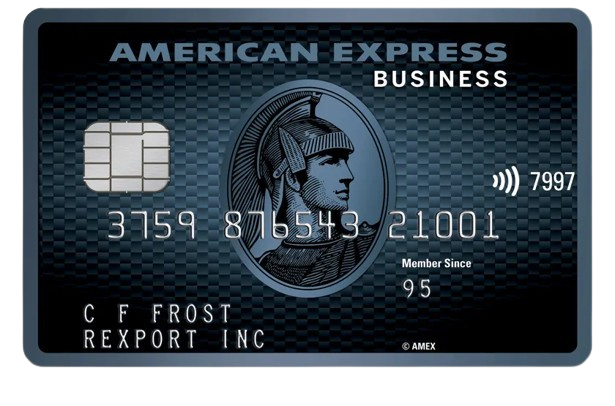 AMERICAN EXPRESS
BUSINESS
7997
3759 876543 21001
Member Since
95
C F FROST
REXPORT INC
© AMEX